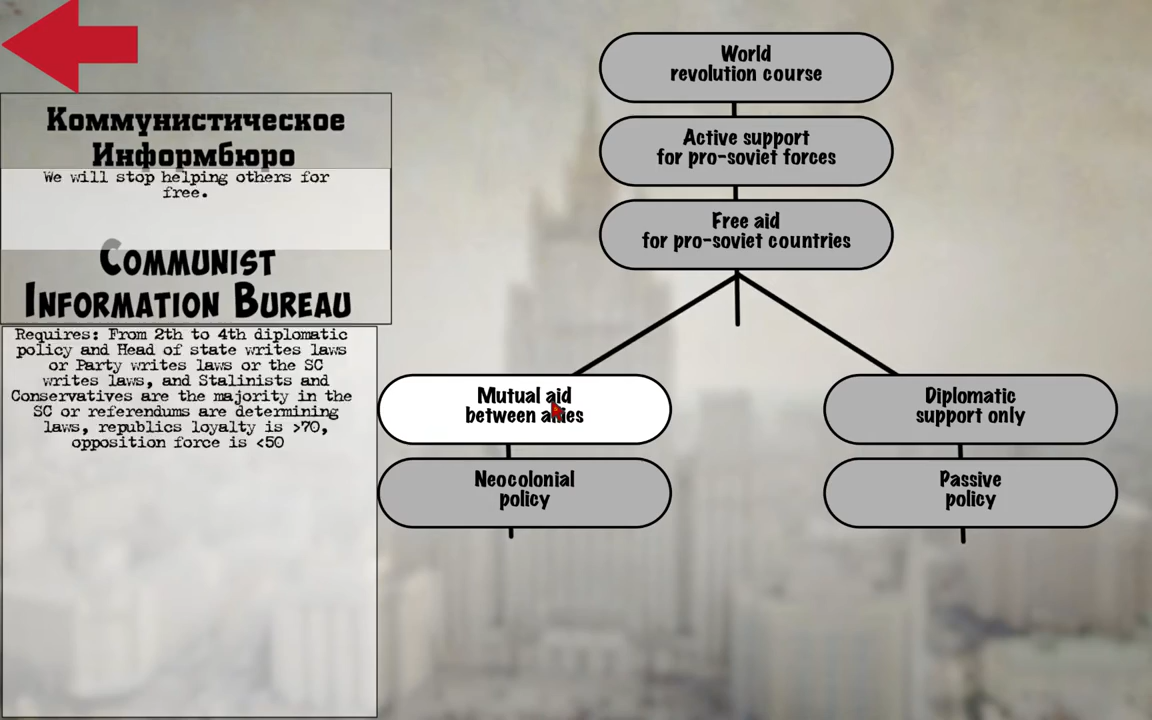 Коммунистическое
Информбюро
We will stop helping others for
free.
Communist
Information Bureau
Requires: From 2th to 4th diplomatic
policy and Head of state writes laws
or Party writes laws or the SC
writes laws, and Stalinists and
Conservatives are the majority in the
SC or referendums are determining
laws, republics loyalty is >70,
opposition force is <50
World
revolution course
Active support
for pro-soviet forces
Free aid
for pro-soviet countries
Mutual aid
between allies
Diplomatic
support only
Neocolonial
policy
Passive
policy